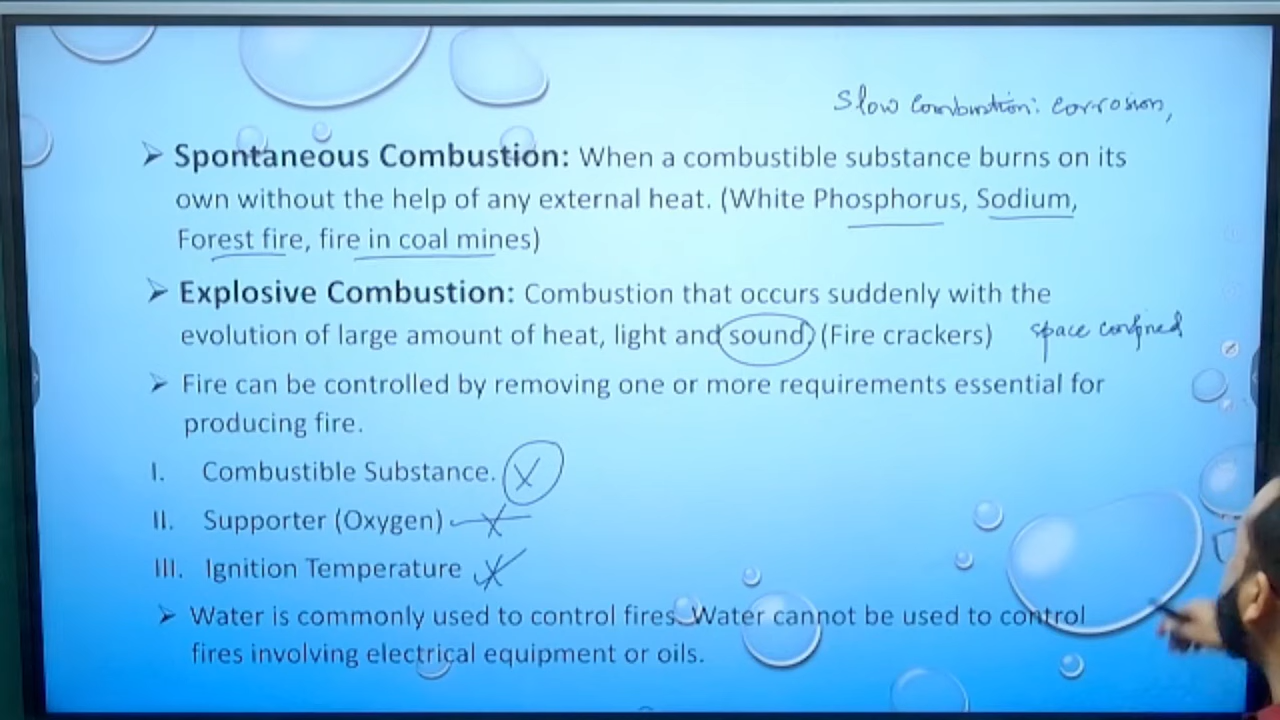 Slow Combustion: Corrosion,
➢ Spontaneous Combustion: When a combustible substance burns on its
own without the help of any external heat. (White Phosphorus, Sodium,
Forest fire, fire in coal mines)
➢ Explosive Combustion: Combustion that occurs suddenly with the
evolution of large amount of heat, light and sound. (Fire crackers) space confined
➢ Fire can be controlled by removing one or more requirements essential for
producing fire.
I. Combustible Substance. X
II. Supporter (Oxygen) X
III. Ignition Temperature X
➢ Water is commonly used to control fires. Water cannot be used to control
fires involving electrical equipment or oils.